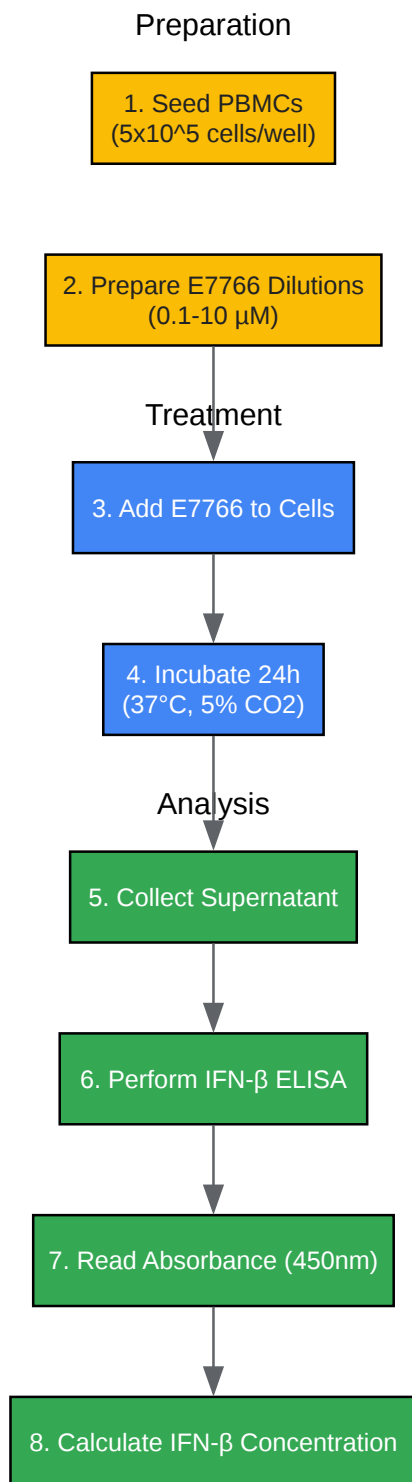 Preparation
1. Seed PBMCs
(5x10^5 cells/well)
2. Prepare E7766 Dilutions
(0.1-10 µM)
Treatment
3. Add E7766 to Cells
4. Incubate 24h
(37°C, 5% CO2)
Analysis
5. Collect Supernatant
6. Perform IFN-β ELISA
7. Read Absorbance (450nm)
8. Calculate IFN-β Concentration